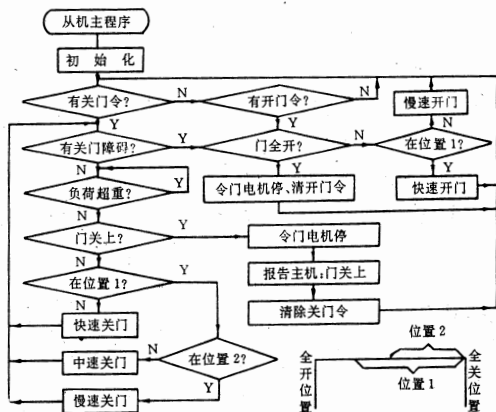 从机主程序
初 始 化
有关门令?
N
有开门令?
N
慢速开门
Y
Y
N
有关门障码?
Y
门全开?
N
在位置1?
N
Y
Y
负荷超重?
Y
令门电机停、清开门令
快速开门
N
门关上?
Y
令门电机停
N
Y
在位置1?
报告主机:门关上
N
清除关门令
快速关门
位置 2
N
中速关门
在位置2?
全开位置
全关位置
位置 1
Y
慢速关门